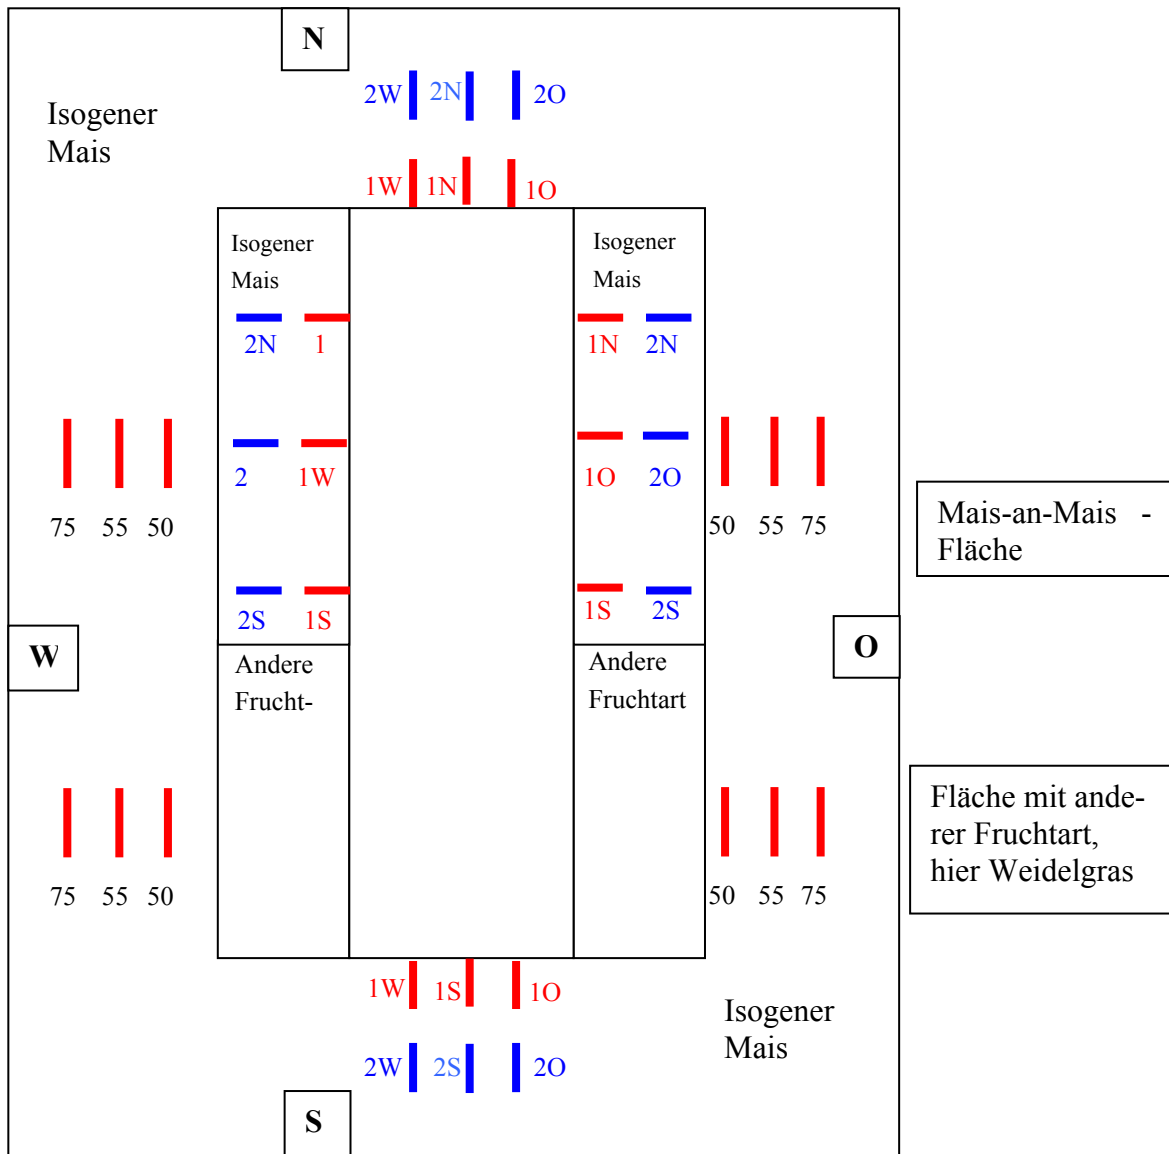 N
2W 2N 2O
Isogener
Mais
1W 1N 1O
Isogener
Mais
Isogener
Mais
2N 1 1N 2N
2 1W 1O 2O
75 55 50 50 55 75
Mais-an-Mais -
Fläche
2S 1S 1S 2S
W
O
Andere
Frucht-
Andere
Fruchtart
Fläche mit ande-
rer Fruchtart,
hier Weidelgras
75 55 50 50 55 75
1W 1S 1O
Isogener
Mais
2W 2S 2O
S